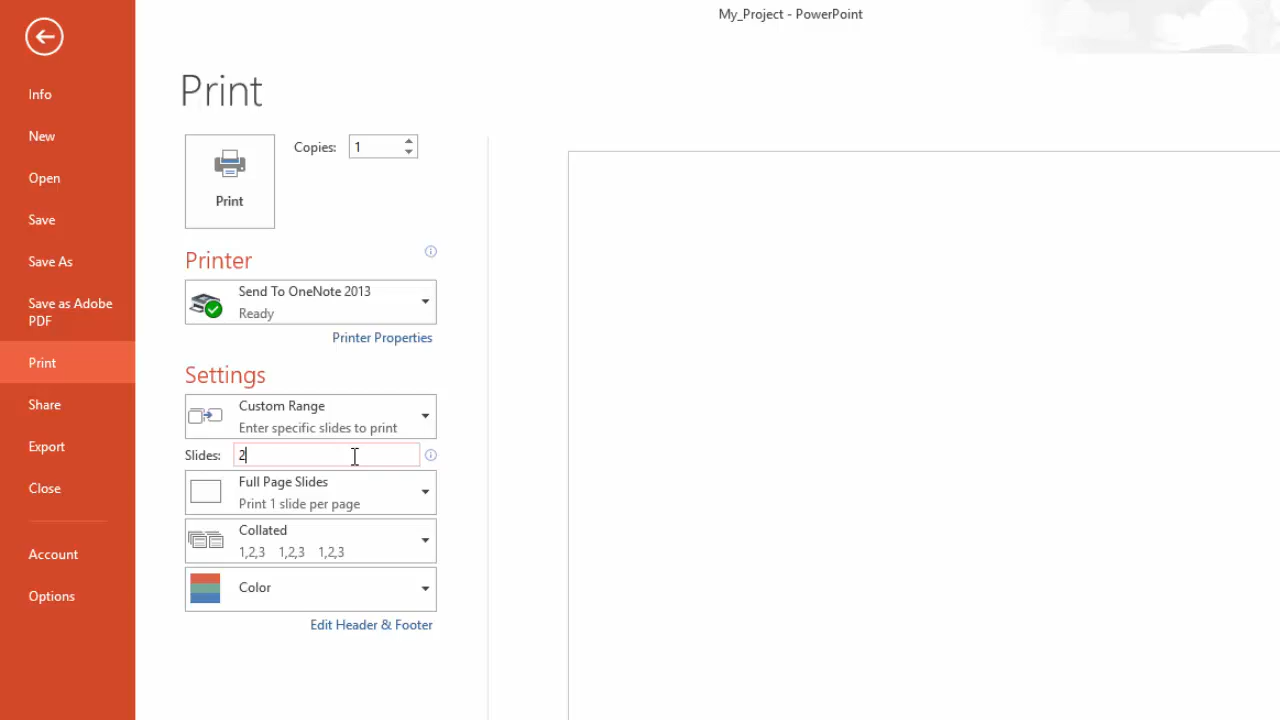 My_Project - PowerPoint
Info
New
Open
Save
Save As
Save as Adobe
PDF
Print
Share
Export
Close
Account
Options
Print
Print
Copies: 1
Printer
Send To OneNote 2013
Ready
Printer Properties
Settings
Custom Range
Enter specific slides to print
Slides: 2
Full Page Slides
Print 1 slide per page
Collated
1,2,3 1,2,3 1,2,3
Color
Edit Header & Footer